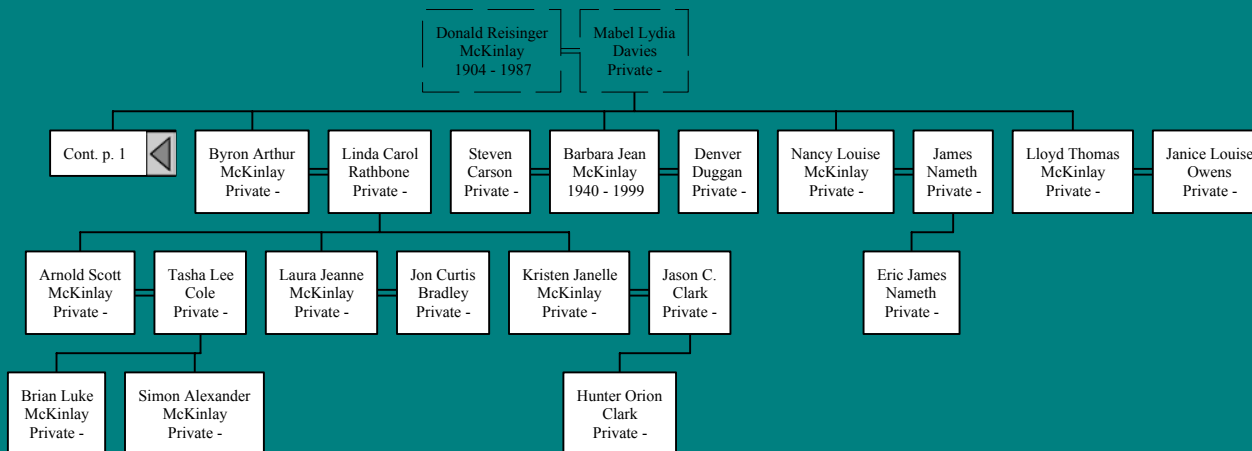 Donald Reisinger
McKinlay
1904 - 1987
Mabel Lydia
Davies
Private -
Cont. p. 1
Byron Arthur
McKinlay
Private -
Linda Carol
Rathbone
Private -
Steven
Carson
Private -
Barbara Jean
McKinlay
1940 - 1999
Denver
Duggan
Private -
Nancy Louise
McKinlay
Private -
James
Nameth
Private -
Lloyd Thomas
McKinlay
Private -
Janice Louise
Owens
Private -
Arnold Scott
McKinlay
Private -
Tasha Lee
Cole
Private -
Laura Jeanne
McKinlay
Private -
Jon Curtis
Bradley
Private -
Kristen Janelle
McKinlay
Private -
Jason C.
Clark
Private -
Eric James
Nameth
Private -
Brian Luke
McKinlay
Private -
Simon Alexander
McKinlay
Private -
Hunter Orion
Clark
Private -